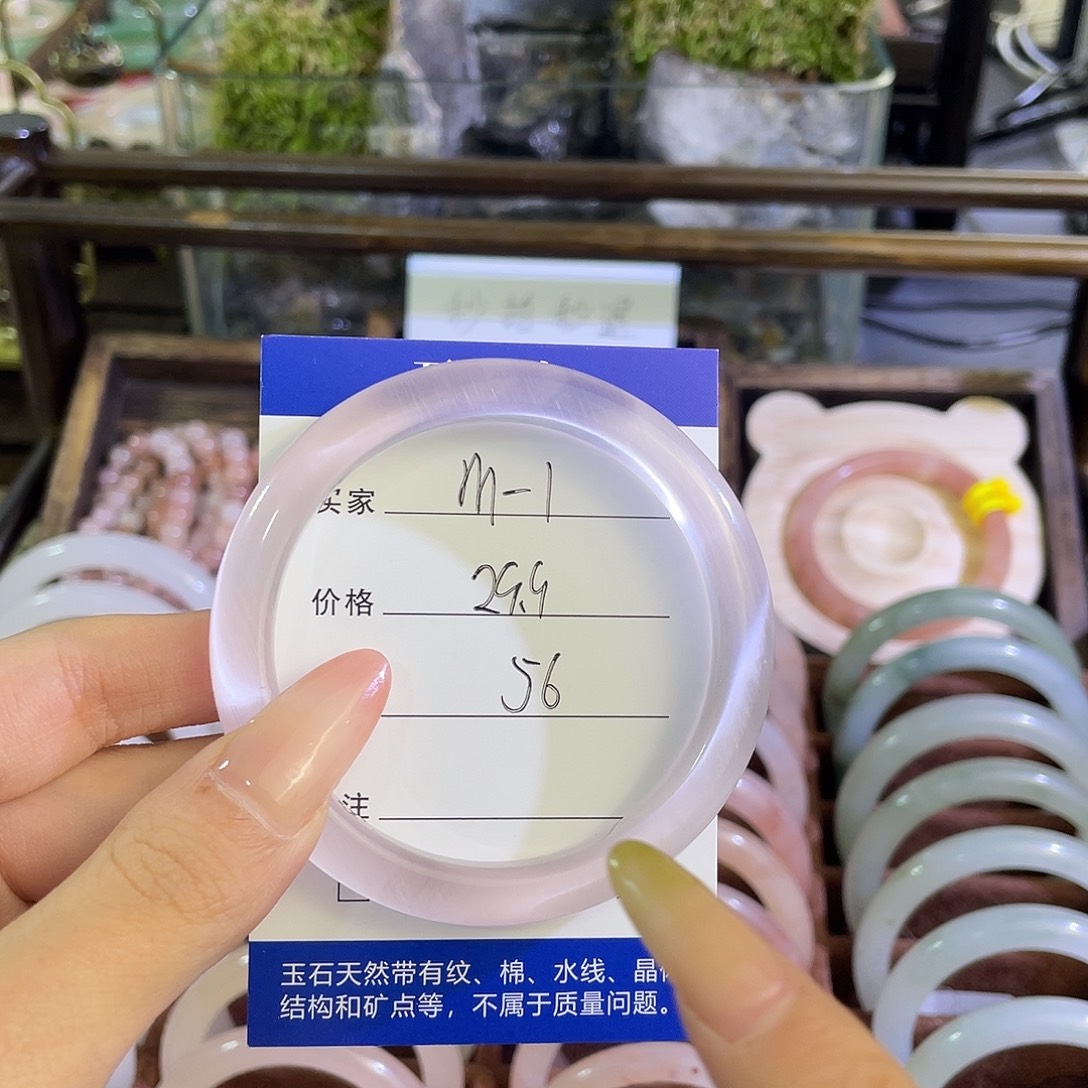 买家 M-1
价格 29.9
56
注
玉石天然带有纹、棉、水线、晶体
结构和矿点等，不属于质量问题。